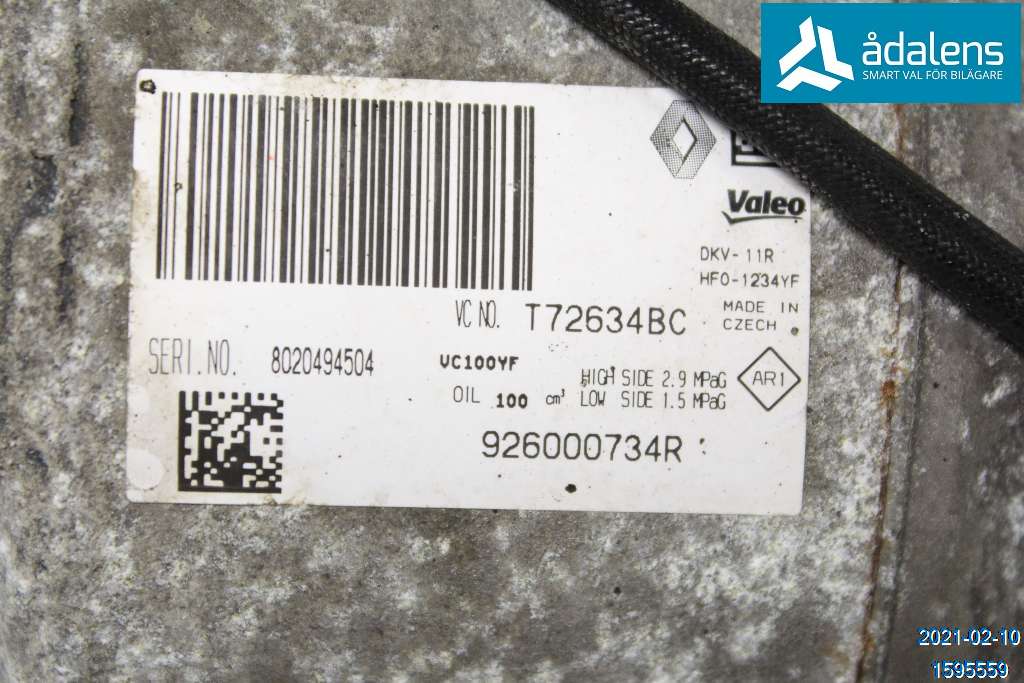 ådalens
SMART VAL FÖR BILÄGARE
Valeo
DKV-11R
HFO-1234YF
MADE IN
CZECH
VC NO. T72634BC
SERI.NO. 8020494504
VC100YF
OIL 100 cm³
HIGH SIDE 2.9 MPaG
LOW SIDE 1.5 MPaG
AR1
926000734R
2021-02-10
1595559